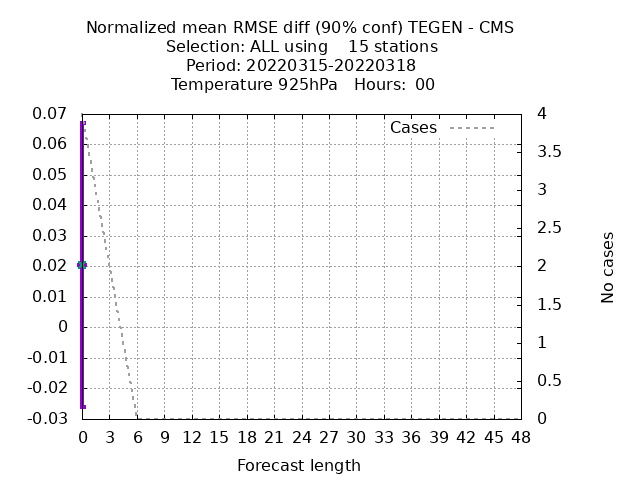 Normalized mean RMSE diff (90% conf) TEGEN - CMS
Selection: ALL using    15 stations
Period: 20220315-20220318
Temperature 925hPa   Hours:  00
Cases
0.07
0.06
0.05
0.04
0.03
0.02
0.01
0
-0.01
-0.02
-0.03
4
3.5
3
2.5
2
1.5
1
0.5
0
No cases
0 3 6 9 12 15 18 21 24 27 30 33 36 39 42 45 48
Forecast length